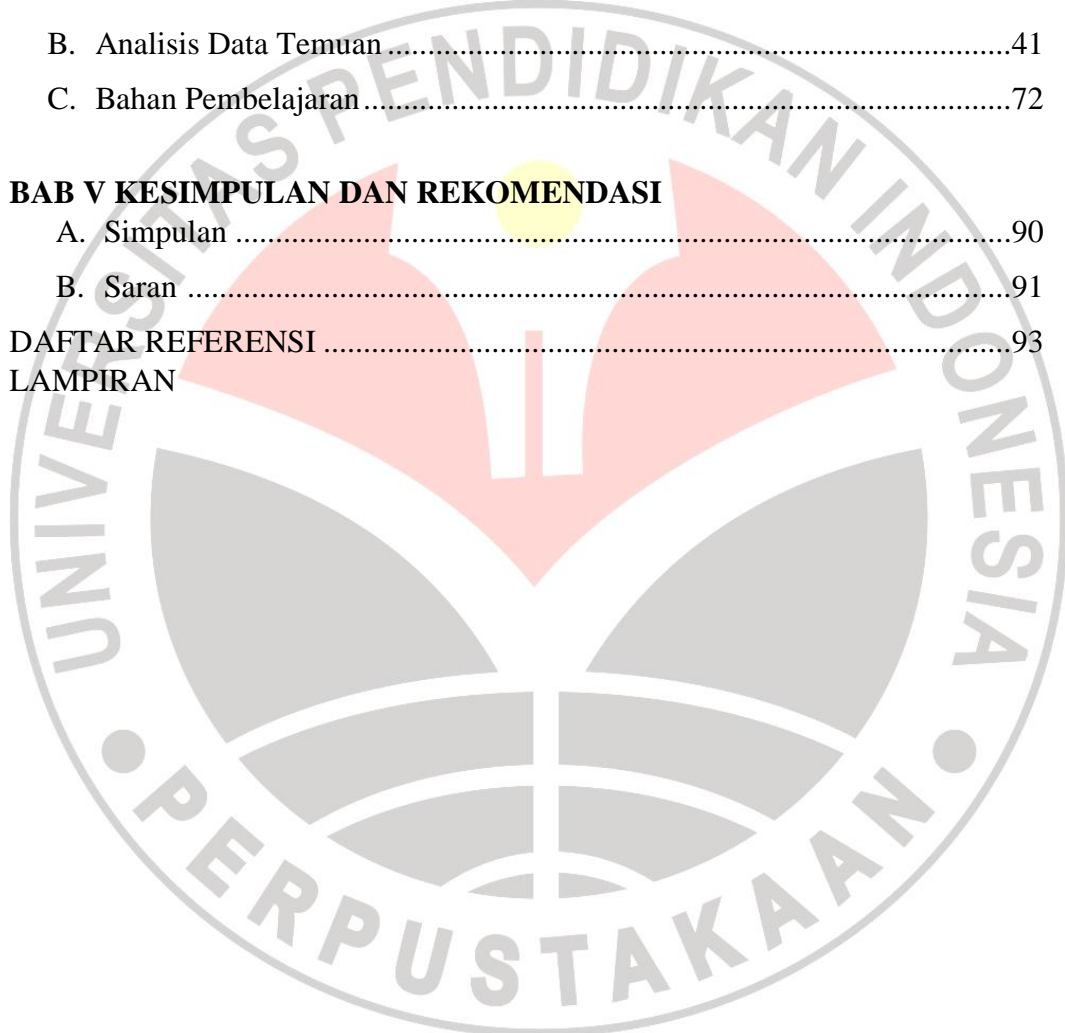 B. Analisis Data Temuan.......................................................................................41
C. Bahan Pembelajaran..........................................................................................72
BAB V KESIMPULAN DAN REKOMENDASI
A. Simpulan ............................................................................................................90
B. Saran ...................................................................................................................91
DAFTAR REFERENSI ................................................................................................93
LAMPIRAN
UNIVERSITAS PENDIDIKAN INDONESIA
PERPUSTAKAAN